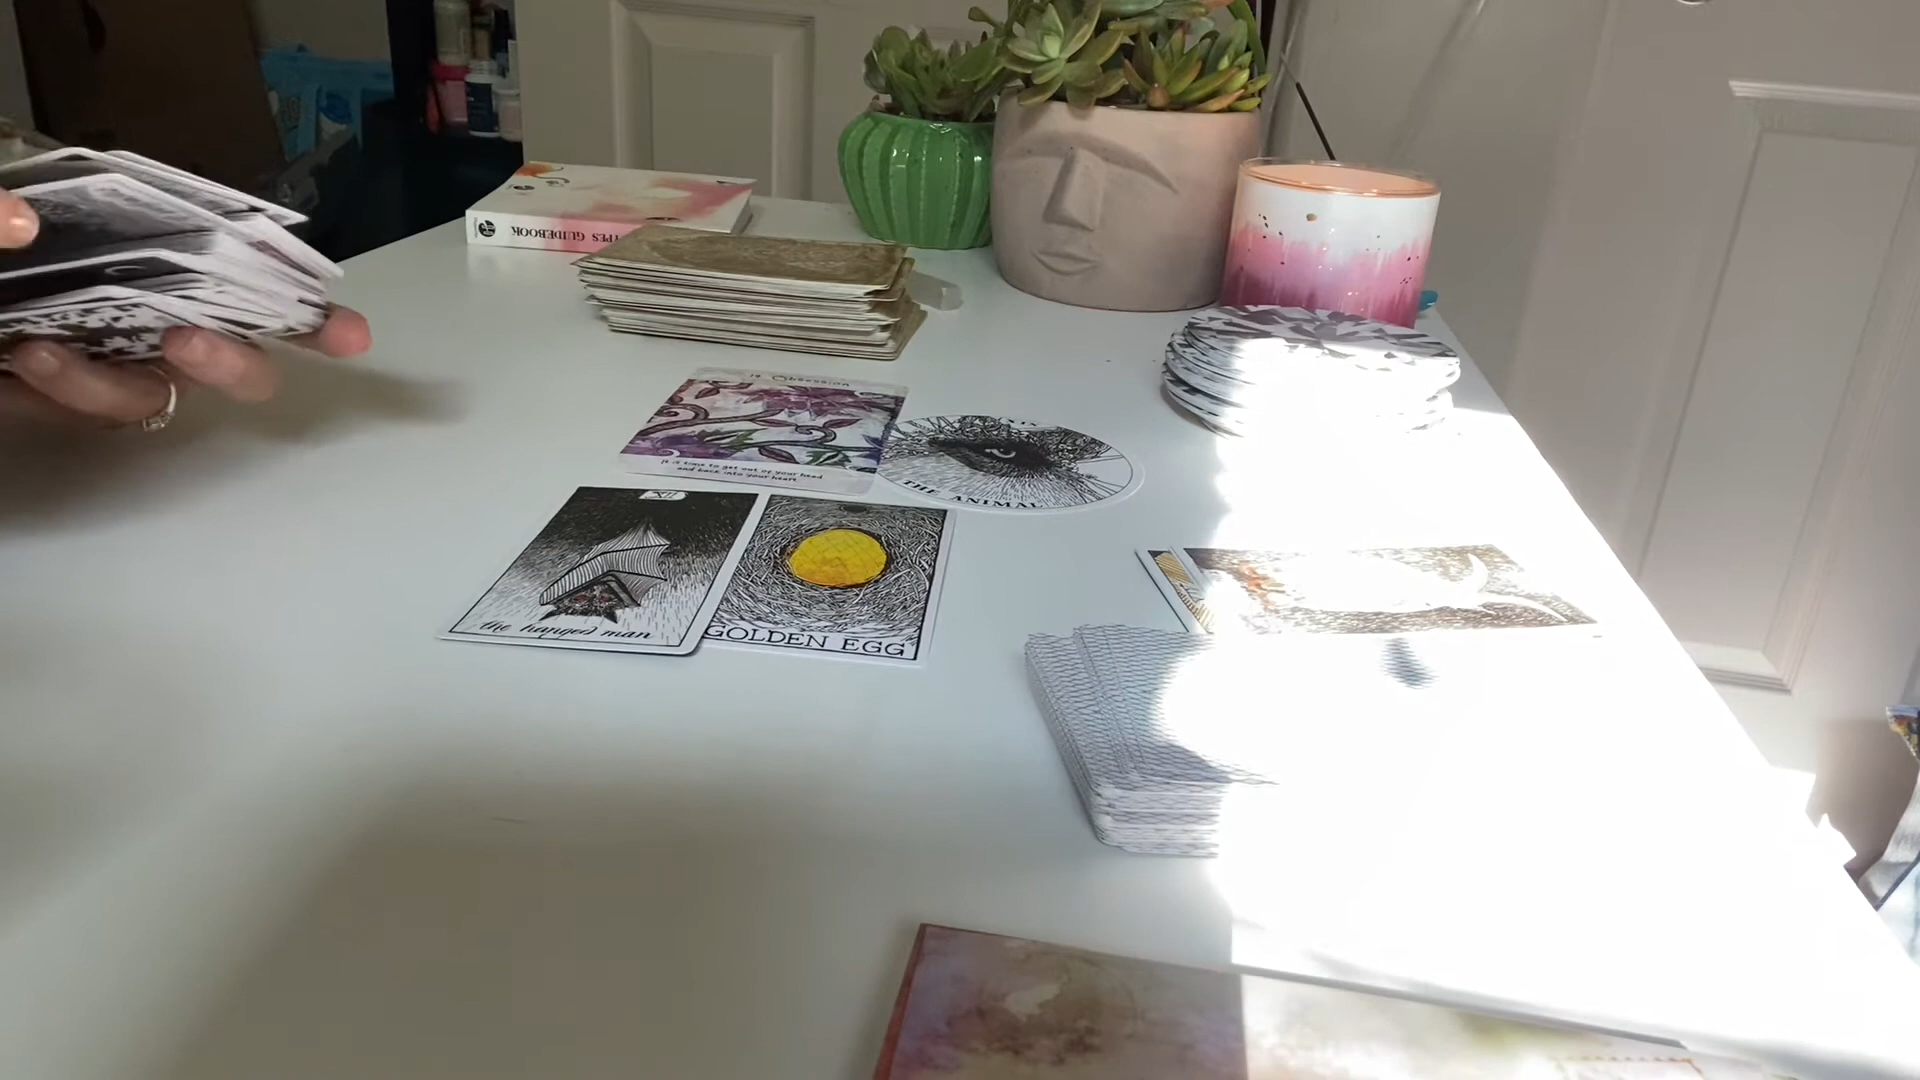 TYPES GUIDEBOOK
Obsession
It is time to get out of your head
and back into your heart
THE ANIMAL
XII
the hanged man
GOLDEN EGG